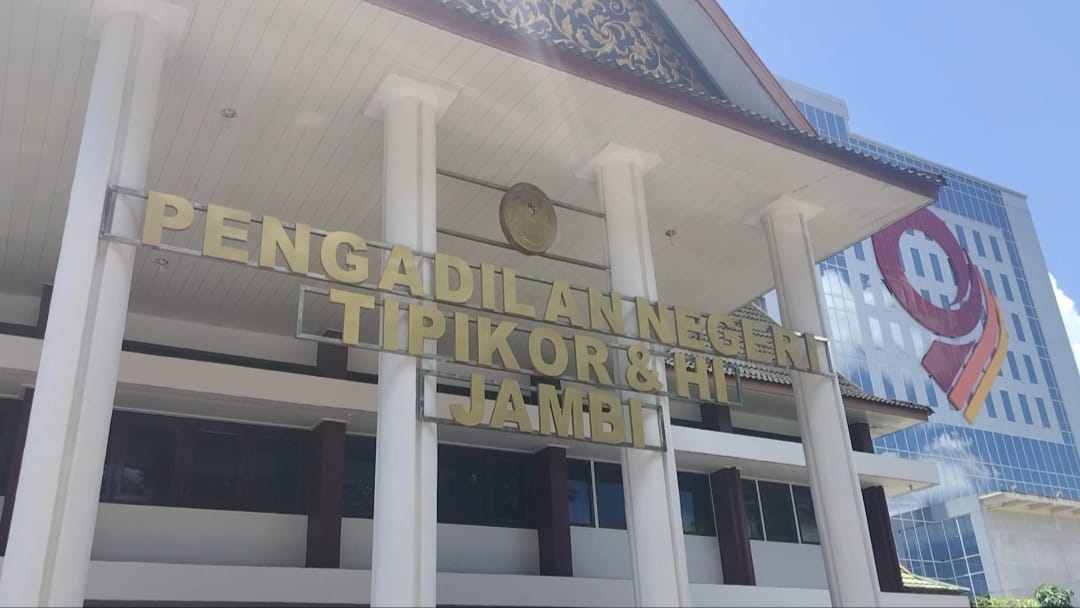 PENGADILAN NEGERI
TIPIKOR & HI
JAMBI